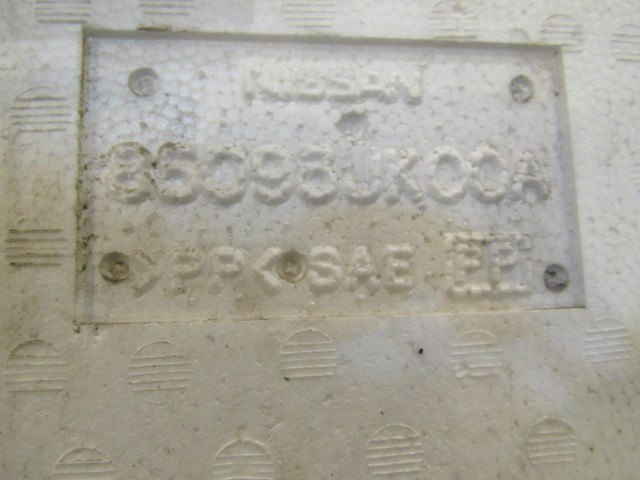 NISSAN
85093JK00A
>PP< SAE EPP